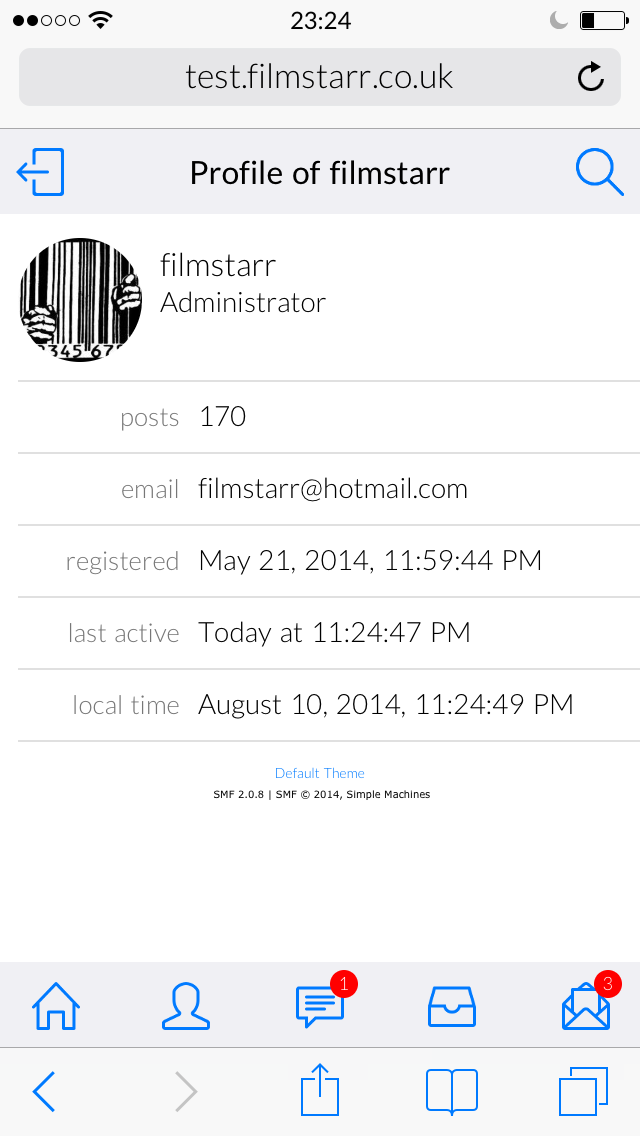 23:24
test.filmstarr.co.uk
Profile of filmstarr
filmstarr
Administrator
345 67
posts 170
email filmstarr@hotmail.com
registered May 21, 2014, 11:59:44 PM
last active Today at 11:24:47 PM
local time August 10, 2014, 11:24:49 PM
Default Theme
SMF 2.0.8 | SMF © 2014, Simple Machines
1 3